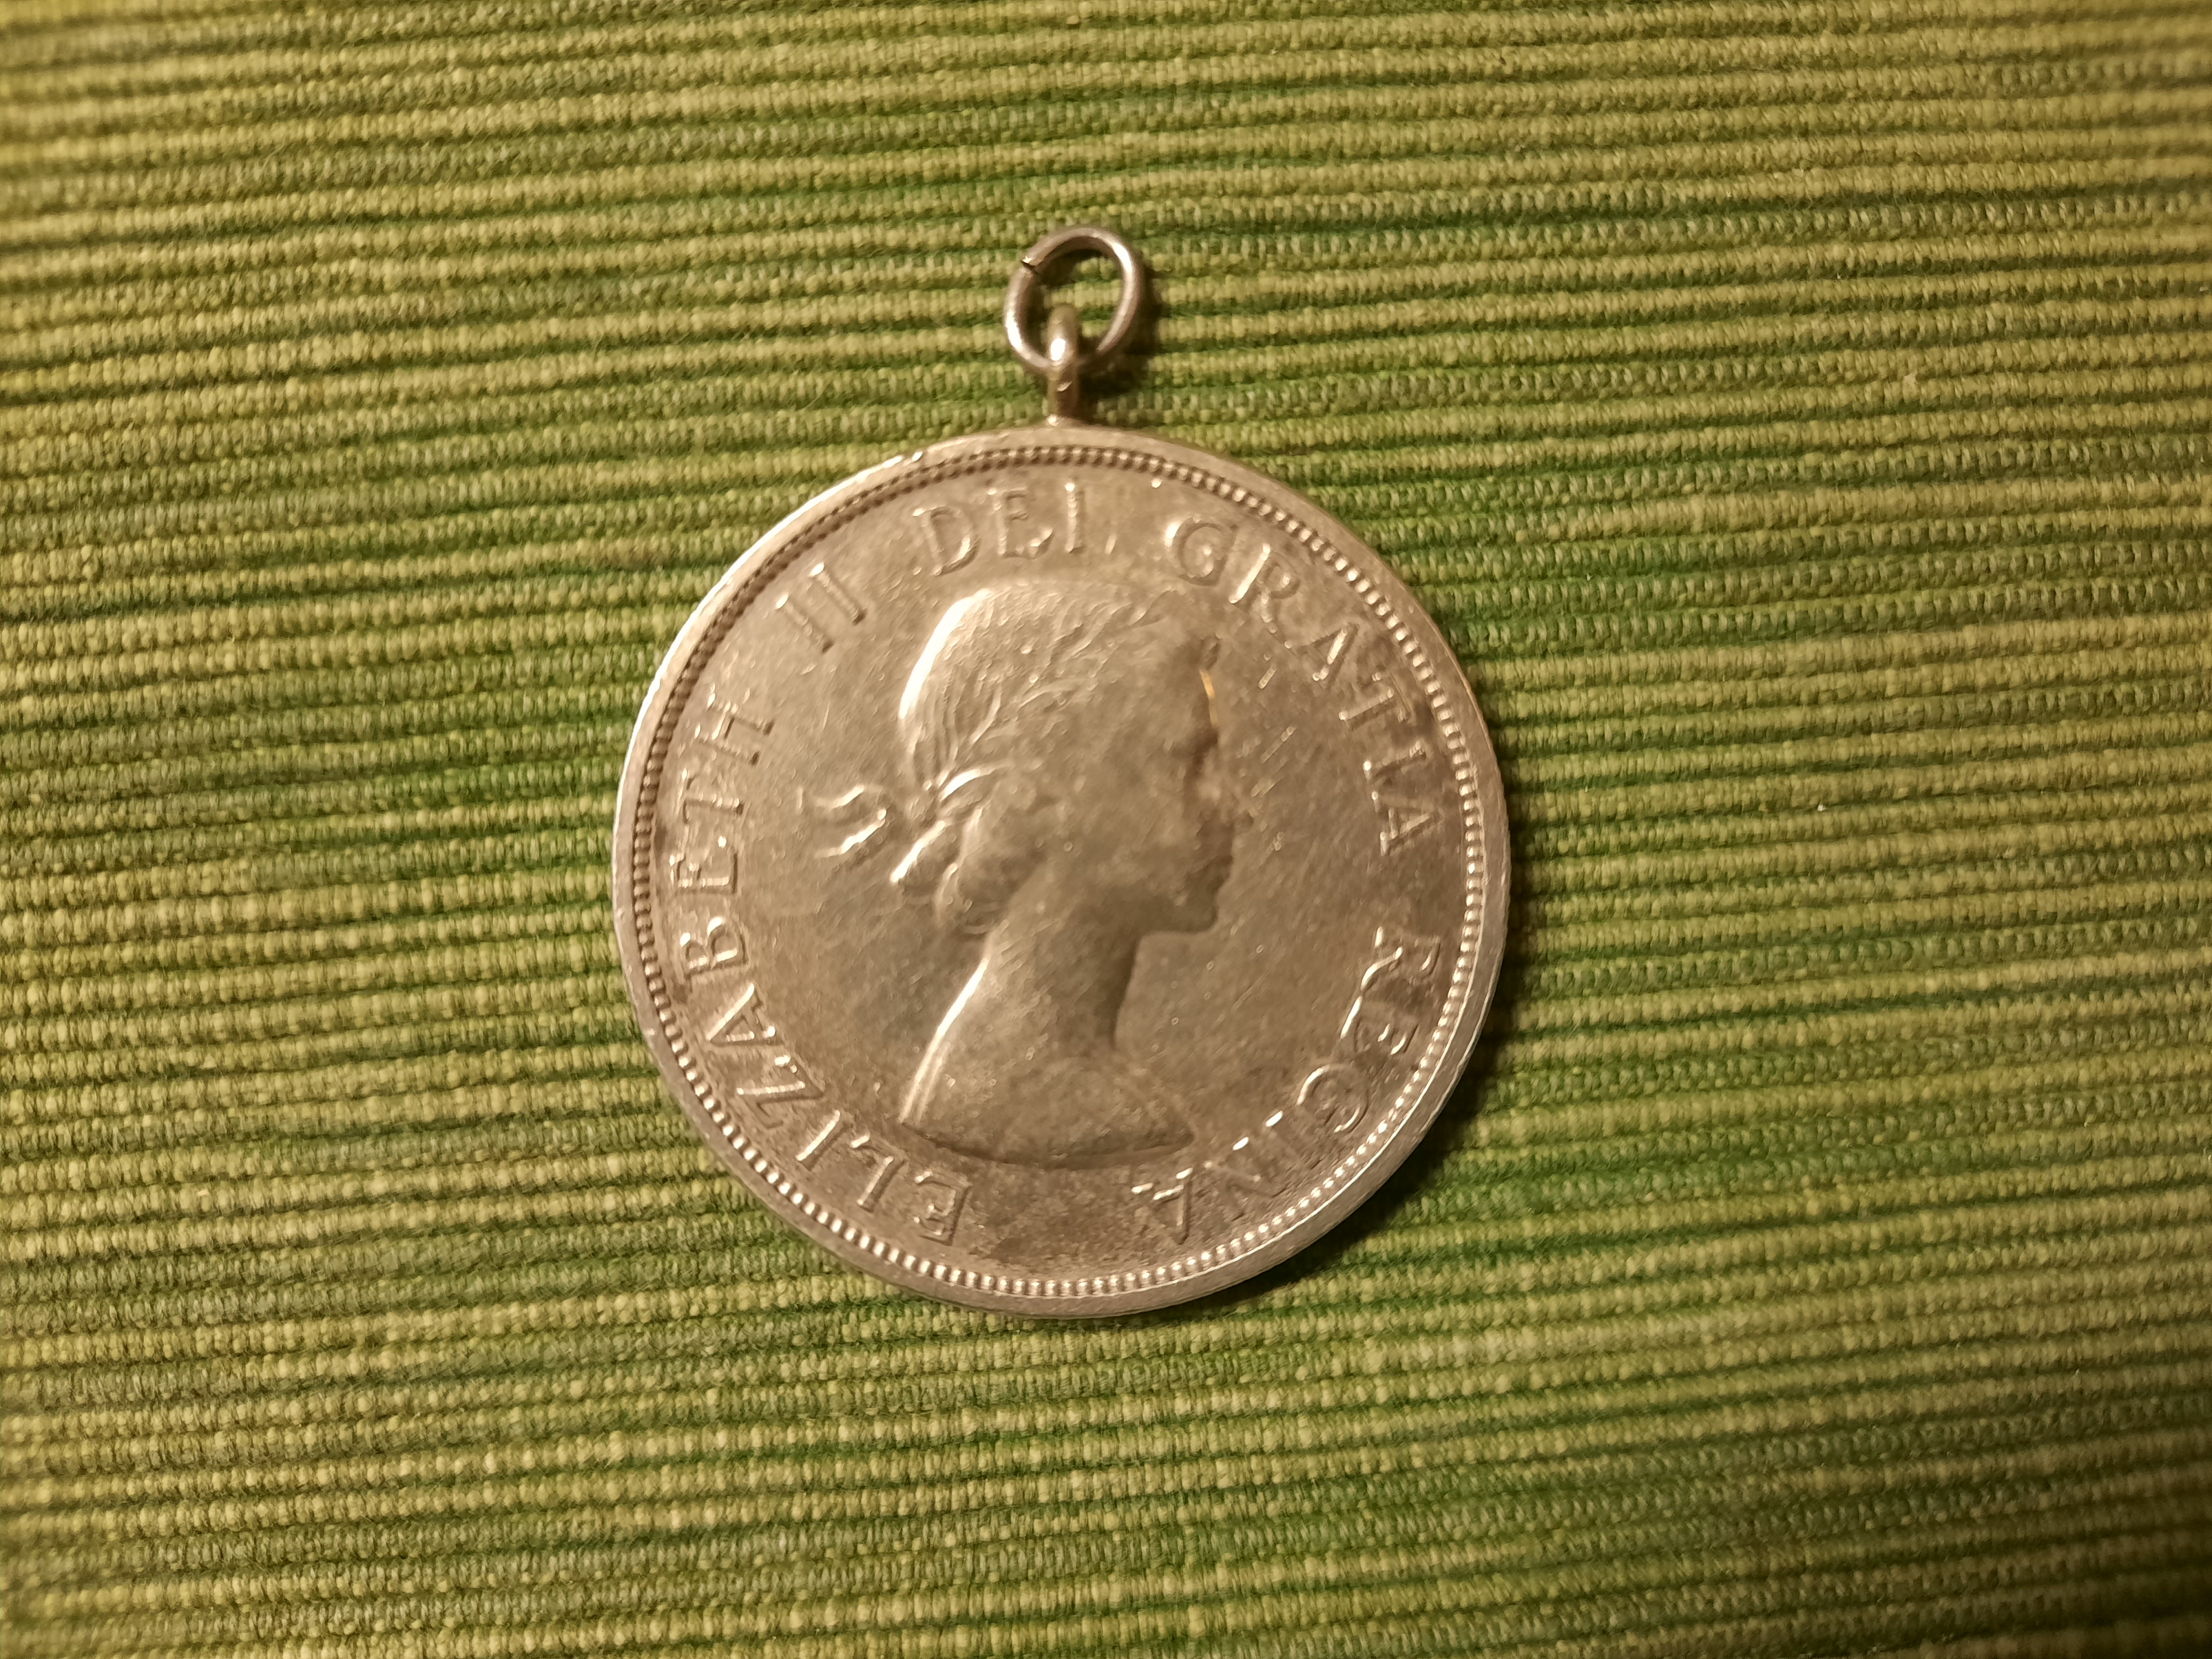 ELIZABETH II DEI GRATIA REGINA